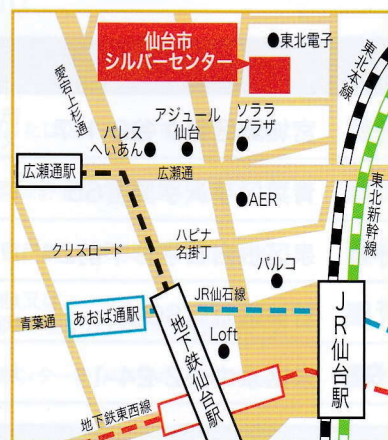 仙台市
シルバーセンター
東北電子
東北本線
愛宕上杉通
アジュール
仙台
ソララ
プラザ
パレス
へいあん
広瀬通駅
広瀬通
東北新幹線
AER
ハピナ
名掛丁
クリスロード
パルコ
JR仙石線
あおば通駅
青葉通
地下鉄仙台駅
JR仙台駅
Loft
地下鉄東西線